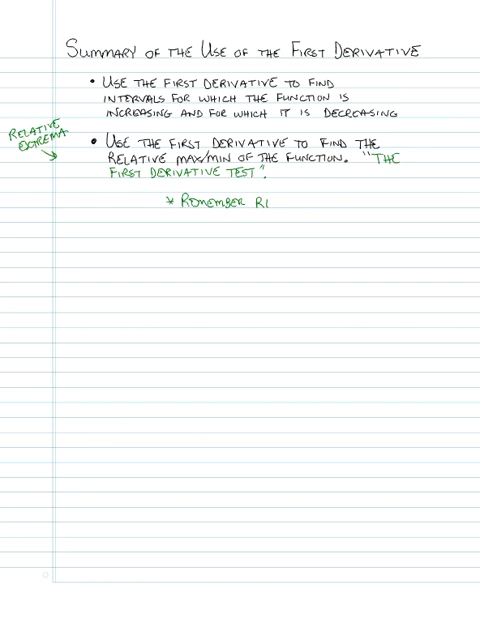 SUMMARY OF THE USE OF THE FIRST DERIVATIVE
• USE THE FIRST DERIVATIVE TO FIND
INTERVALS FOR WHICH THE FUNCTION IS
INCREASING AND FOR WHICH IT IS DECREASING
RELATIVE
EXTREMA
• USE THE FIRST DERIVATIVE TO FIND THE
RELATIVE MAX/MIN OF THE FUNCTION. "THE
FIRST DERIVATIVE TEST".
* REMEMBER